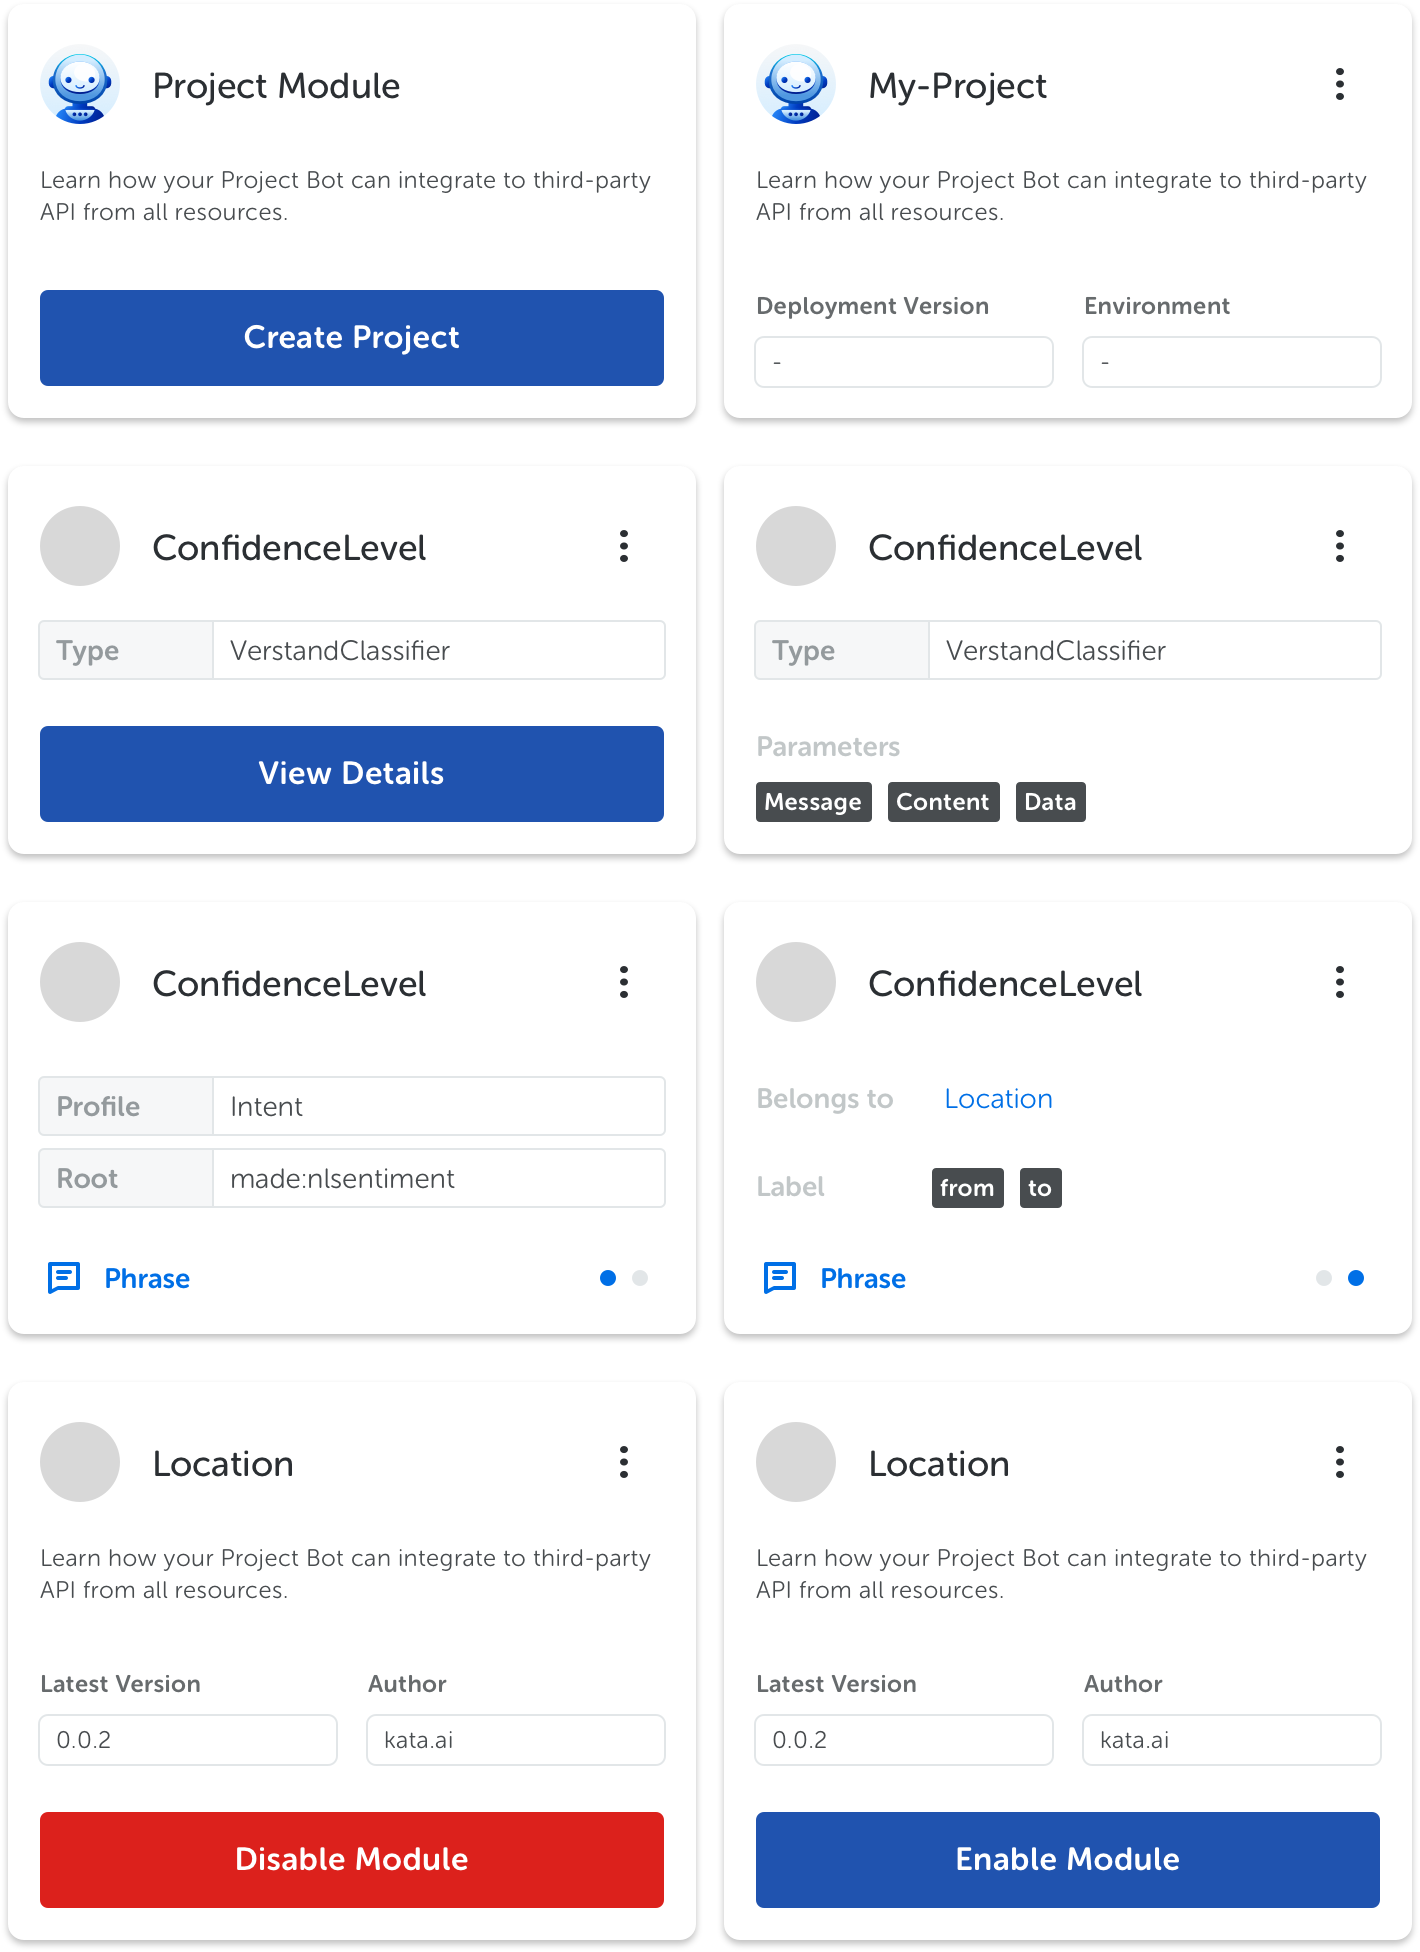 Project Module
Learn how your Project Bot can integrate to third-party
API from all resources.
Create Project
My-Project
Learn how your Project Bot can integrate to third-party
API from all resources.
Deployment Version
Environment
-
-
ConfidenceLevel
Type
VerstandClassifier
View Details
ConfidenceLevel
Type
VerstandClassifier
Parameters
Message Content Data
ConfidenceLevel
Profile
Intent
Root
made:nlsentiment
Phrase
ConfidenceLevel
Belongs to
Location
Label
from to
Phrase
Location
Learn how your Project Bot can integrate to third-party
API from all resources.
Latest Version
Author
0.0.2
kata.ai
Disable Module
Location
Learn how your Project Bot can integrate to third-party
API from all resources.
Latest Version
Author
0.0.2
kata.ai
Enable Module